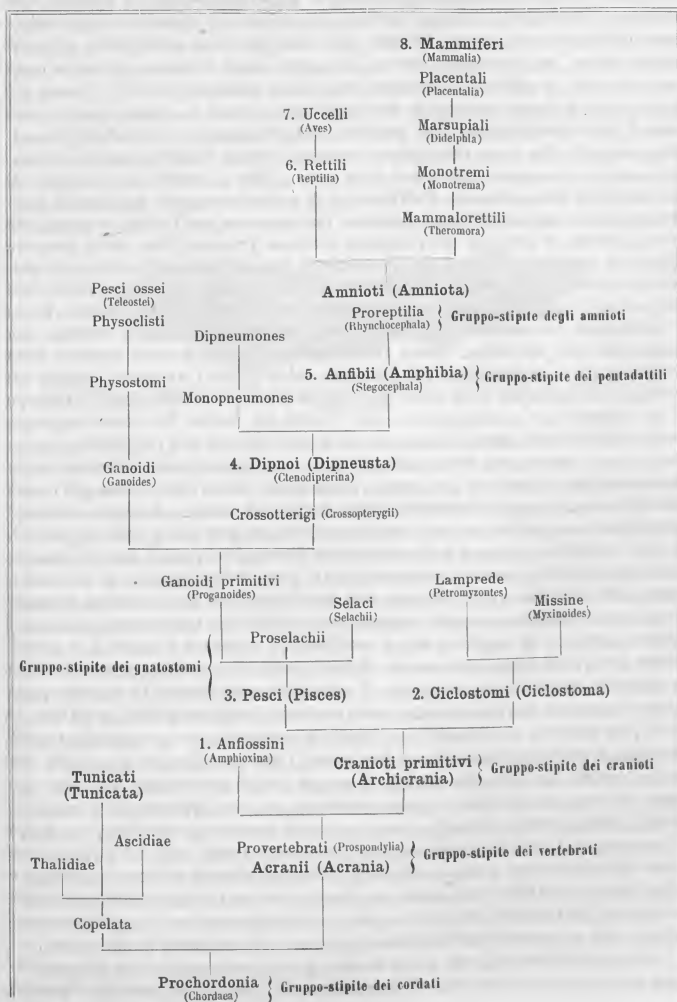 8. Mammiferi
(Mammalia)
Placentali
(Placentalia)
7. Uccelli
(Aves)
Marsupiali
(Didelphla)
6. Rettili
(Reptilia)
Monotremi
(Monotrema)
Mammalorettili
(Theromora)
Amnioti (Amniota)
Pesci ossei
(Teleostei)
Physoclisti
Proreptilia
(Rhynchocephala)
Gruppo-stipite degli amnioti
Dipneumones
Physostomi
5. Anfibii (Amphibia)
(Stegocephala)
Gruppo-stipite dei pentadattili
Monopneumones
Ganoidi
(Ganoides)
4. Dipnoi (Dipneusta)
(Ctenodipterina)
Crossotterigi (Crossopterygii)
Ganoidi primitivi
(Proganoides)
Lamprede
(Petromyzontes)
Selaci
(Selachii)
Missine
(Myxinoides)
Proselachii
Gruppo-stipite dei gnatostomi
3. Pesci (Pisces)
2. Ciclostomi (Ciclostoma)
1. Anfiossini
(Amphioxina)
Cranioti primitivi
(Archicrania)
Gruppo-stipite dei cranioti
Tunicati
(Tunicata)
Ascidiae
Provertebrati (Prospondylia)
Acranii (Acrania)
Gruppo-stipite dei vertebrati
Thalidiae
Copelata
Prochordonia
(Chordaea)
Gruppo-stipite dei cordati